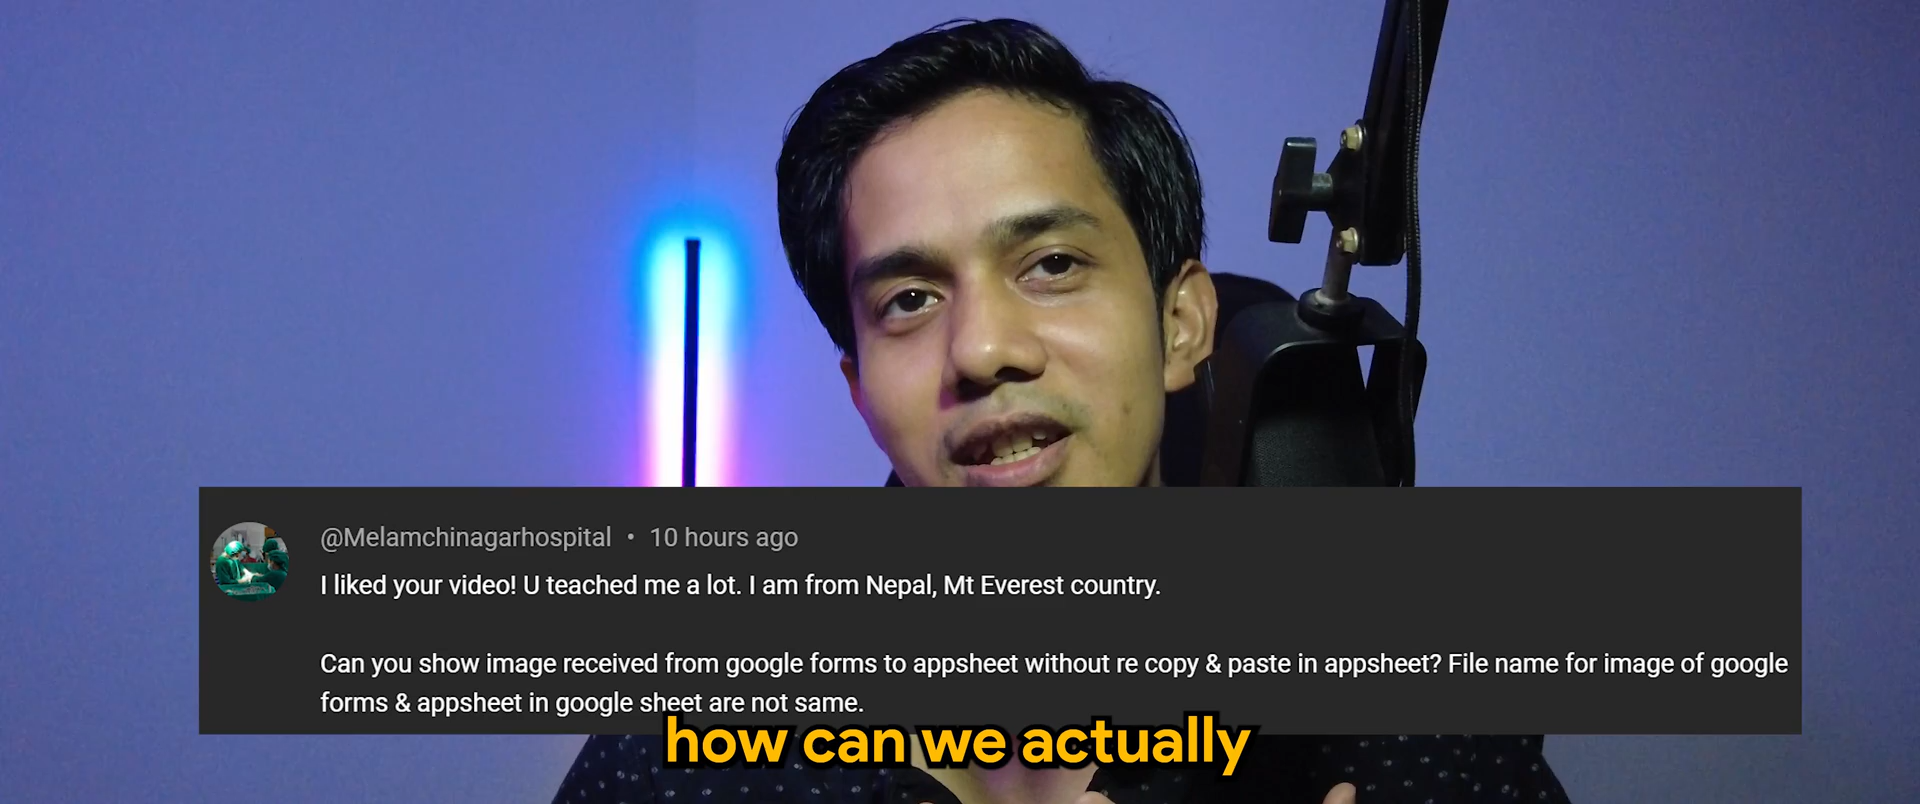 @Melamchinagarhospital • 10 hours ago
I liked your video! U teached me a lot. I am from Nepal, Mt Everest country.
Can you show image received from google forms to appsheet without re copy & paste in appsheet? File name for image of google
forms & appsheet in google sheet are not same.
how can we actually